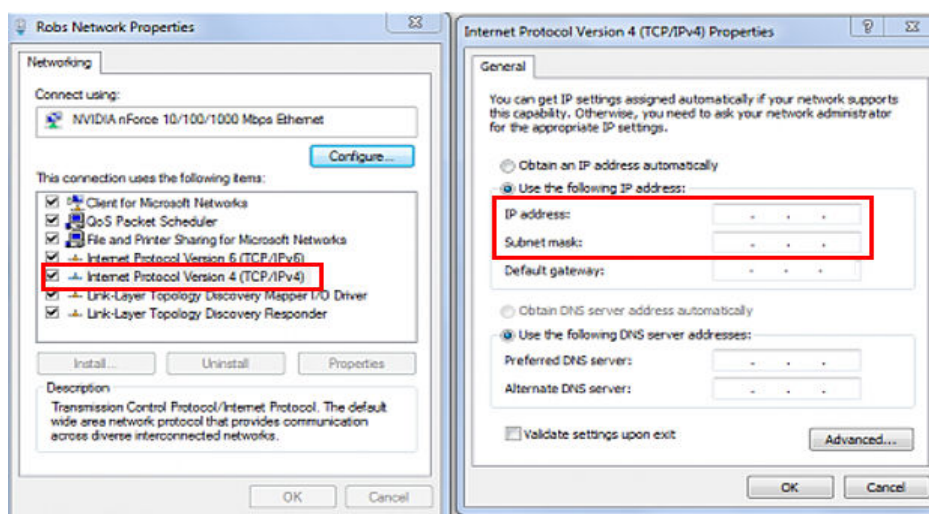 Robs Network Properties
Networking
Connect using:
NVIDIA nForce 10/100/1000 Mbps Ethernet
Configure...
This connection uses the following items:
Client for Microsoft Networks
QoS Packet Scheduler
File and Printer Sharing for Microsoft Networks
Internet Protocol Version 6 (TCP/IPv6)
Internet Protocol Version 4 (TCP/IPv4)
Link-Layer Topology Discovery Mapper I/O Driver
Link-Layer Topology Discovery Responder
Install...
Uninstall
Properties
Description
Transmission Control Protocol/Internet Protocol. The default
wide area network protocol that provides communication
across diverse interconnected networks.
OK
Cancel
Internet Protocol Version 4 (TCP/IPv4) Properties
General
You can get IP settings assigned automatically if your network supports
this capability. Otherwise, you need to ask your network administrator
for the appropriate IP settings.
Obtain an IP address automatically
Use the following IP address:
IP address:
Subnet mask:
Default gateway:
Obtain DNS server address automatically
Use the following DNS server addresses:
Preferred DNS server:
Alternate DNS server:
Validate settings upon exit
Advanced...
OK
Cancel